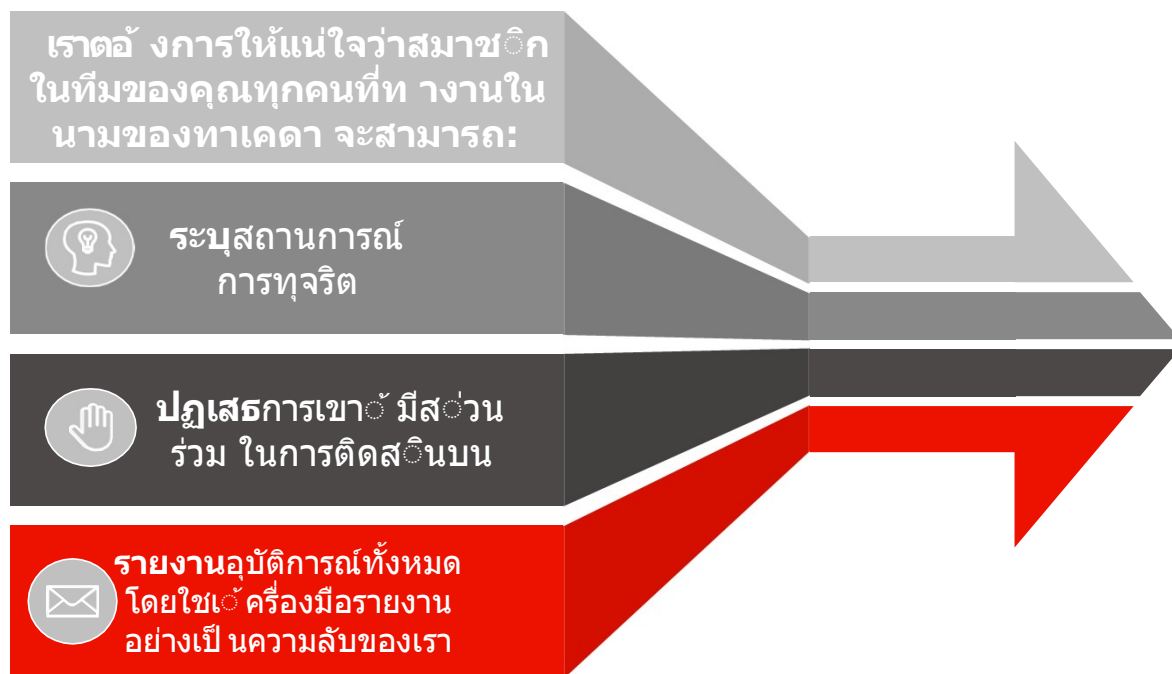 เราตอ้ งการให้แน่ใจว่าสมาช◌ิก
ในทีมของคุณทุกคนที่ท างานใน
นามของทาเคดา จะสามารถ:
ระบุสถานการณ์
การทุจริต
ปฏิเสธการเขา◌้ มีส◌่วน
ร่วม ในการติดส◌ินบน
รายงานอุบัติการณ์ทั้งหมด
โดยใชเ◌้ ครื่องมือรายงาน
อย่างเป็ นความลับของเรา